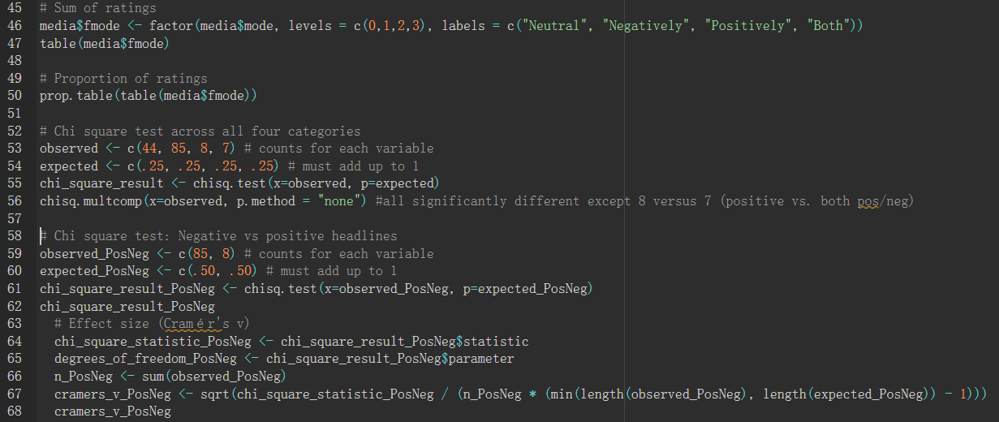 45 # Sum of ratings
46 media$fmode <- factor(media$mode, levels = c(0,1,2,3), labels = c("Neutral", "Negatively", "Positively", "Both"))
47 table(media$fmode)
48
49 # Proportion of ratings
50 prop.table(table(media$fmode))
51
52 # Chi square test across all four categories
53 observed <- c(44, 85, 8, 7) # counts for each variable
54 expected <- c(.25, .25, .25, .25) # must add up to 1
55 chi_square_result <- chisq.test(x=observed, p=expected)
56 chisq.multcomp(x=observed, p.method = "none") #all significantly different except 8 versus 7 (positive vs. both pos/neg)
57
58 # Chi square test: Negative vs positive headlines
59 observed_PosNeg <- c(85, 8) # counts for each variable
60 expected_PosNeg <- c(.50, .50) # must add up to 1
61 chi_square_result_PosNeg <- chisq.test(x=observed_PosNeg, p=expected_PosNeg)
62 chi_square_result_PosNeg
63 # Effect size (Cramér's v)
64 chi_square_statistic_PosNeg <- chi_square_result_PosNeg$statistic
65 degrees_of_freedom_PosNeg <- chi_square_result_PosNeg$parameter
66 n_PosNeg <- sum(observed_PosNeg)
67 cramers_v_PosNeg <- sqrt(chi_square_statistic_PosNeg / (n_PosNeg * (min(length(observed_PosNeg), length(expected_PosNeg)) - 1)))
68 cramers_v_PosNeg